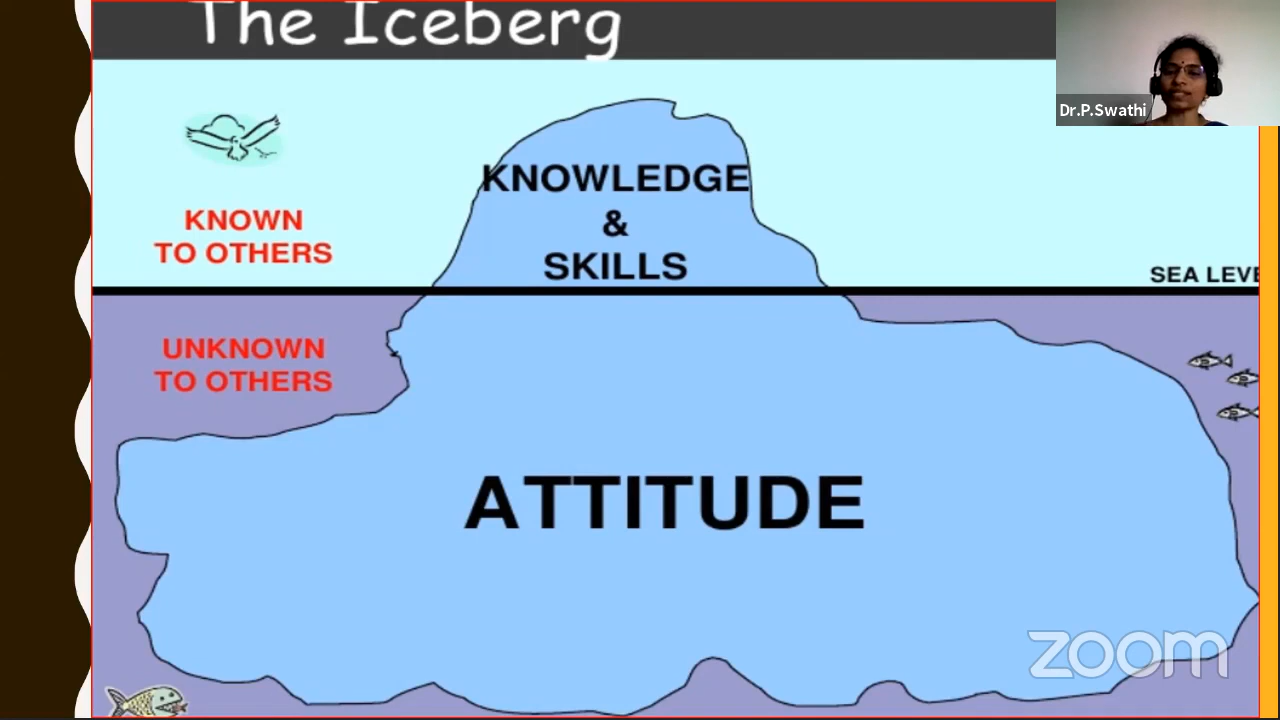 The Iceberg
Dr.P.Swathi
KNOWN
TO OTHERS
KNOWLEDGE
&
SKILLS
SEA LEVE
UNKNOWN
TO OTHERS
ATTITUDE
zoom